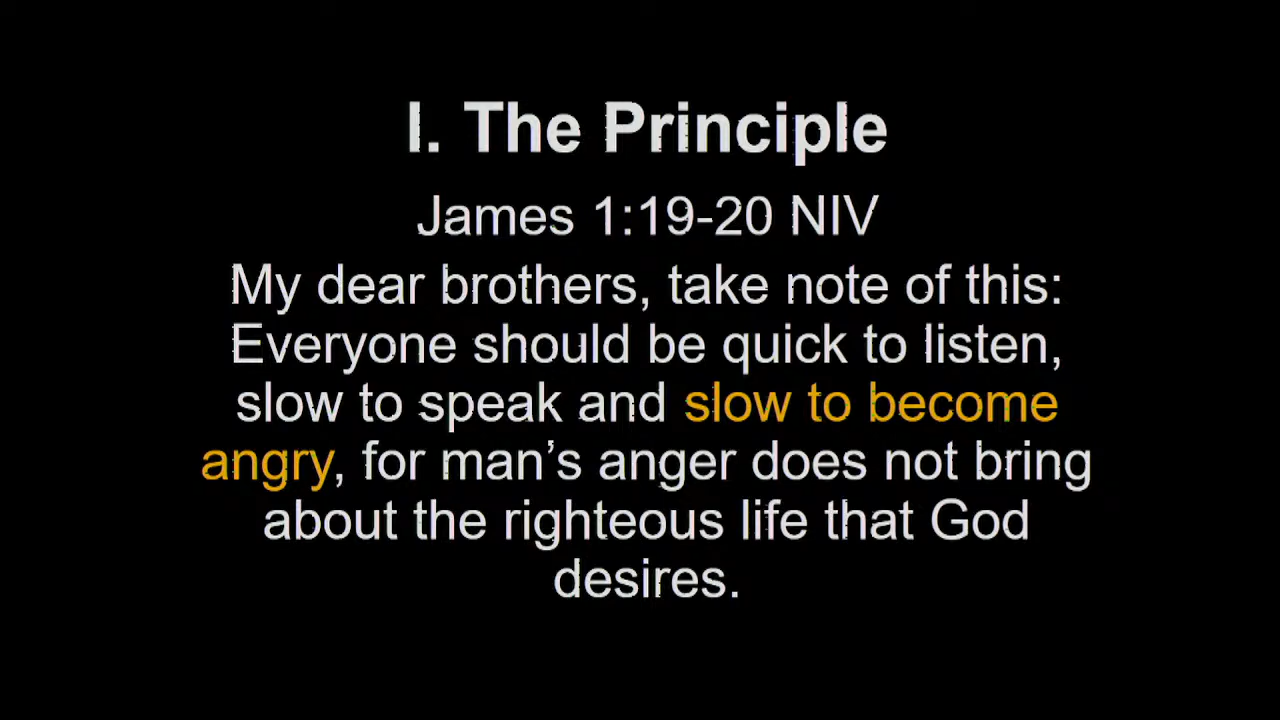 I. The Principle
James 1:19-20 NIV
My dear brothers, take note of this:
Everyone should be quick to listen,
slow to speak and slow to become
angry, for man’s anger does not bring
about the righteous life that God
desires.